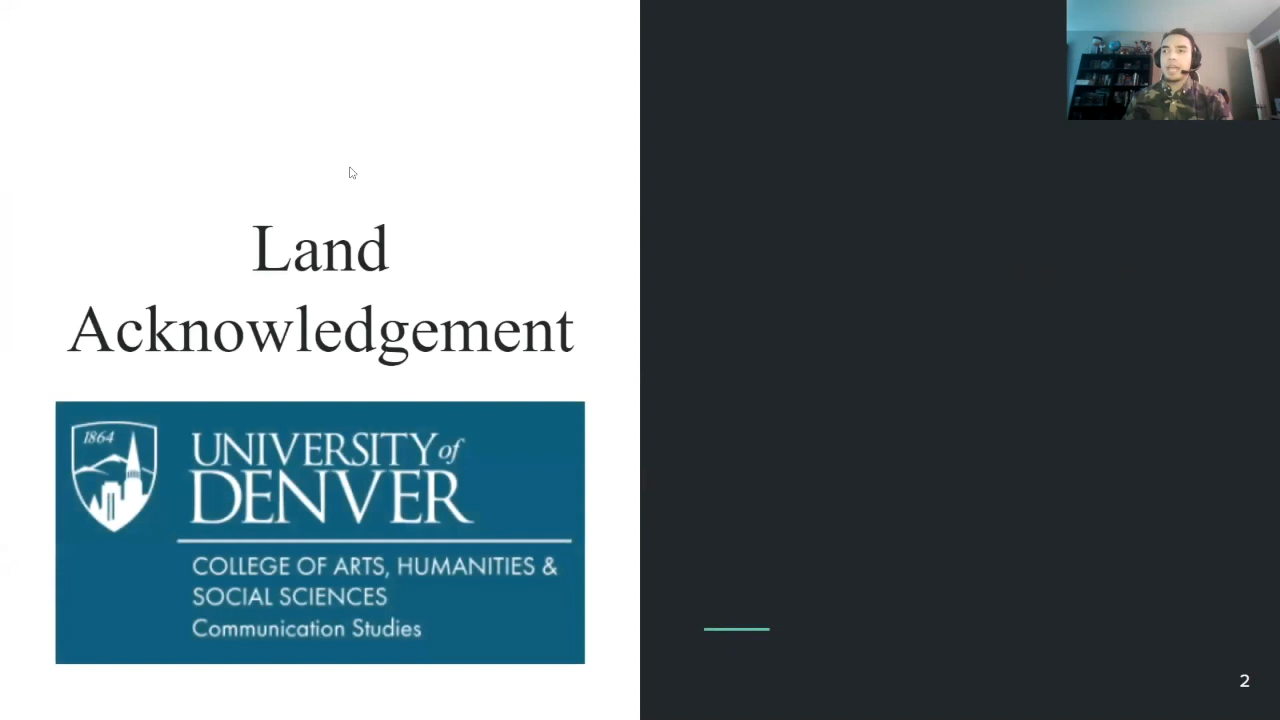 Land
Acknowledgement
1864
UNIVERSITY of
DENVER
COLLEGE OF ARTS, HUMANITIES &
SOCIAL SCIENCES
Communication Studies
2